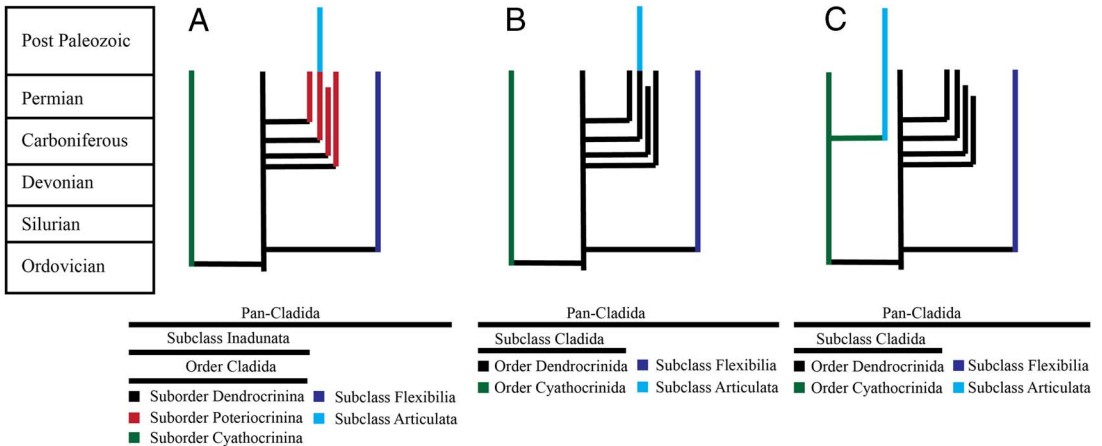 A
B
C
Post Paleozoic
Permian
Carboniferous
Devonian
Silurian
Ordovician
Pan-Cladida
Subclass Inadunata
Order Cladida
Suborder Dendrocrinina
Suborder Poteriocrinina
Suborder Cyathocrinina
Subclass Flexibilia
Subclass Articulata
Pan-Cladida
Subclass Cladida
Order Dendrocrinida
Order Cyathocrinida
Subclass Flexibilia
Subclass Articulata
Pan-Cladida
Subclass Cladida
Order Dendrocrinida
Order Cyathocrinida
Subclass Flexibilia
Subclass Articulata